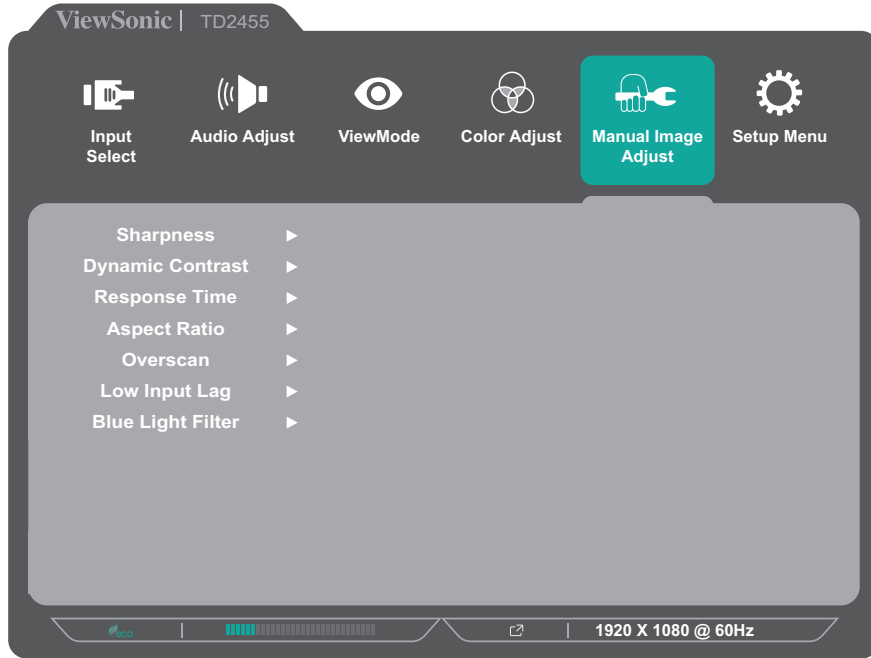 ViewSonic | TD2455
Input Select
Audio Adjust
ViewMode
Color Adjust
Manual Image Adjust
Setup Menu
Sharpness
Dynamic Contrast
Response Time
Aspect Ratio
Overscan
Low Input Lag
Blue Light Filter
eco
1920 X 1080 @ 60Hz